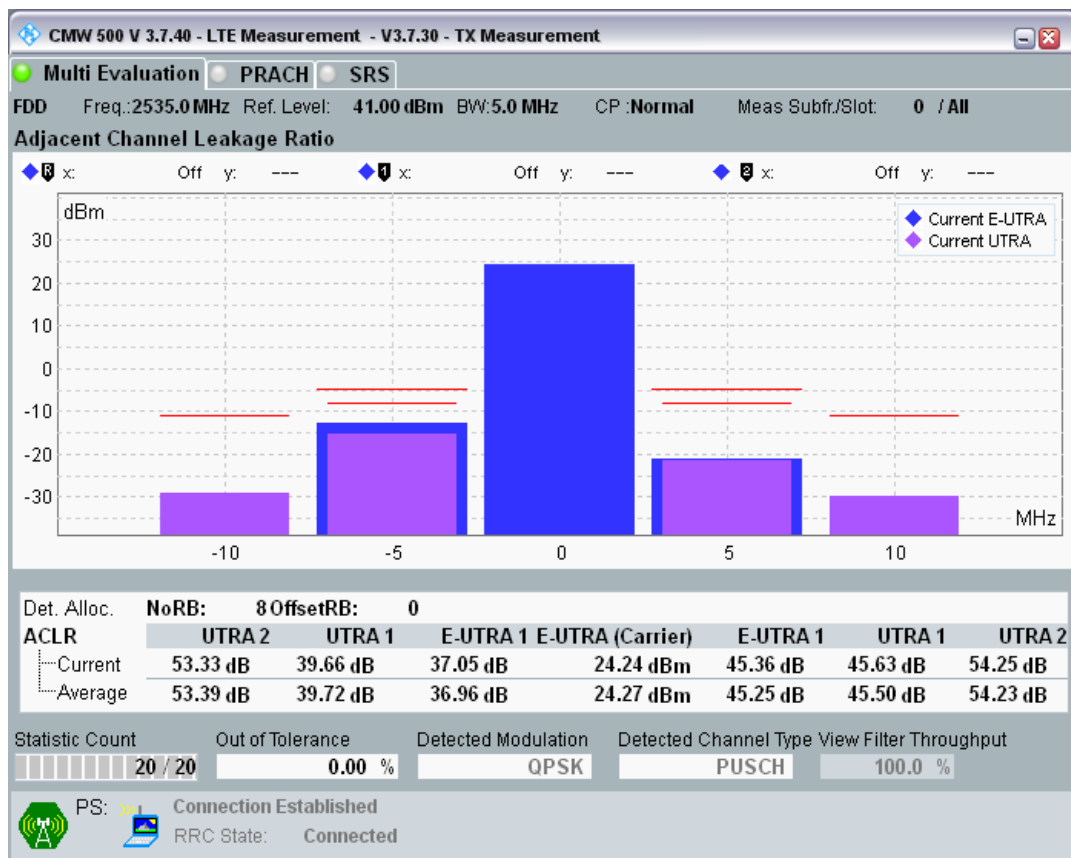 CMW 500 V 3.7.40 - LTE Measurement - V3.7.30 - TX Measurement
Multi Evaluation PRACH SRS
FDD Freq.:2535.0 MHz Ref. Level: 41.00 dBm BW:5.0 MHz CP :Normal Meas Subfr./Slot: 0 / All
Adjacent Channel Leakage Ratio
R x: Off y: --- 1 x: Off y: --- 2 x: Off y: ---
dBm
Current E-UTRA
Current UTRA
30
20
10
0
-10
-20
-30
MHz
-10 -5 0 5 10
Det. Alloc. NoRB: 8 OffsetRB: 0
ACLR UTRA 2 UTRA 1 E-UTRA 1 E-UTRA (Carrier) E-UTRA 1 UTRA 1 UTRA 2
Current 53.33 dB 39.66 dB 37.05 dB 24.24 dBm 45.36 dB 45.63 dB 54.25 dB
Average 53.39 dB 39.72 dB 36.96 dB 24.27 dBm 45.25 dB 45.50 dB 54.23 dB
Statistic Count Out of Tolerance Detected Modulation Detected Channel Type View Filter Throughput
20 / 20 0.00 % QPSK PUSCH 100.0 %
PS: Connection Established
RRC State: Connected